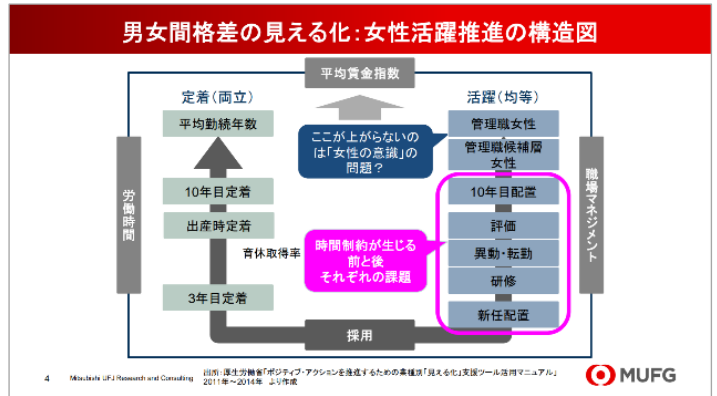 男女間格差の見える化：女性活躍推進の構造図
平均賃金指数
定着（両立）
活躍（均等）
平均勤続年数
10年目定着
出産時定着
育休取得率
3年目定着
労働時間
ここが上がらないの
は「女性の意識」の
問題？
時間制約が生じる
前と後
それぞれの課題
管理職女性
管理職候補層
女性
10年目配置
評価
異動・転勤
研修
新任配置
職場マネジメント
採用
4
Mitsubishi UFJ Research and Consulting
出所：厚生労働省「ポジティブ・アクションを推進するための業種別「見える化」支援ツール活用マニュアル」
2011年～2014年 より作成
MUFG